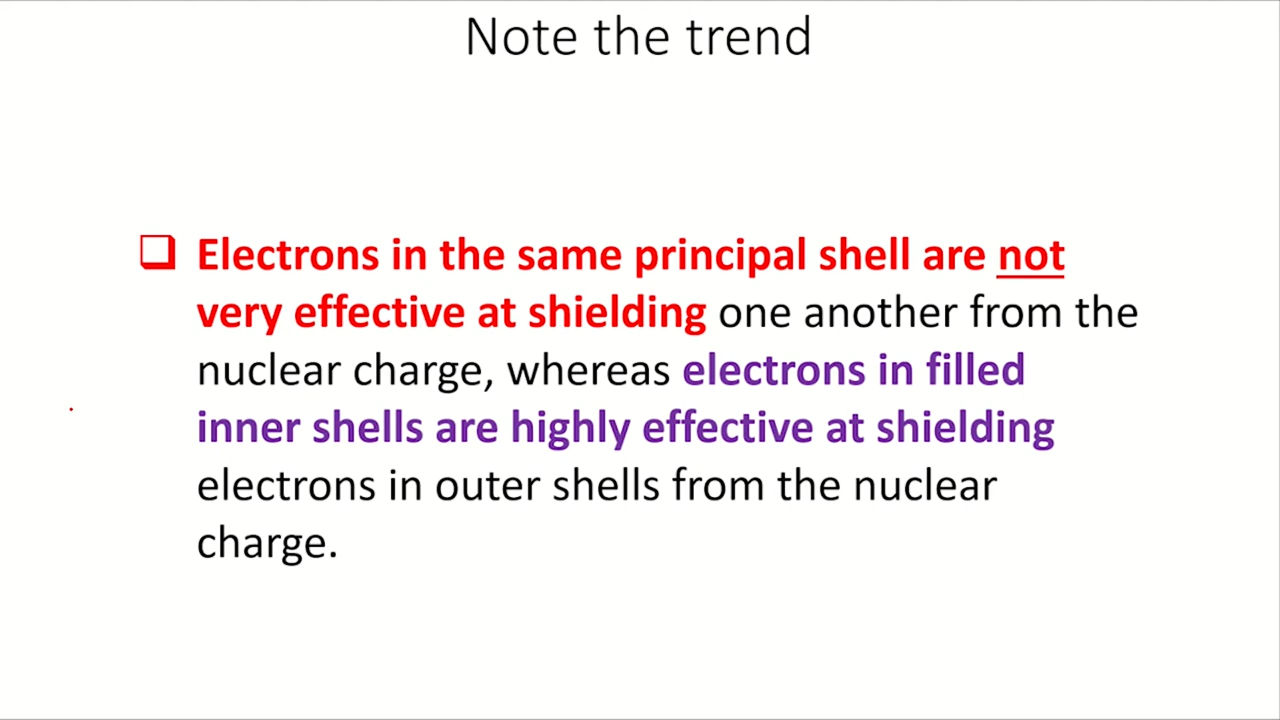 Note the trend
Electrons in the same principal shell are not
very effective at shielding one another from the
nuclear charge, whereas electrons in filled
inner shells are highly effective at shielding
electrons in outer shells from the nuclear
charge.